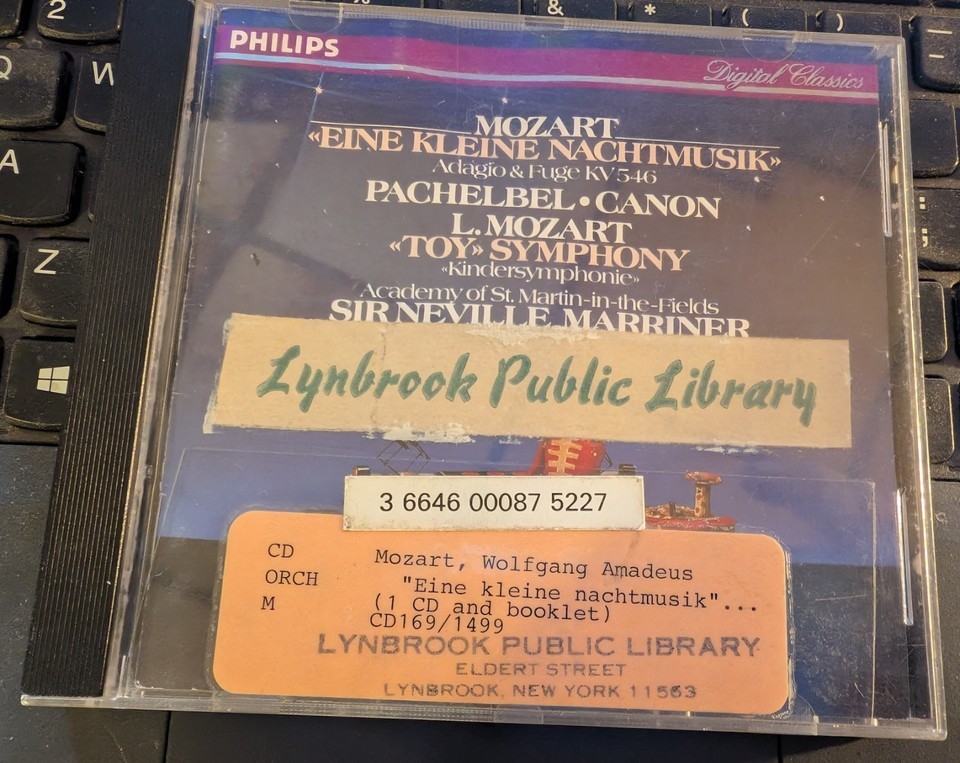 2
&
*
(
)
Q
W
A
Z
PHILIPS
Digital Classics
MOZART
«EINE KLEINE NACHTMUSIK»
Adagio & Fuge KV 546
PACHELBEL • CANON
L. MOZART
«TOY» SYMPHONY
«Kindersymphonie»
Academy of St. Martin-in-the-Fields
SIR NEVILLE MARRINER
Lynbrook Public Library
3 6646 00087 5227
CD Mozart, Wolfgang Amadeus
ORCH "Eine kleine nachtmusik"...
M (1 CD and booklet)
CD169/1499
LYNBROOK PUBLIC LIBRARY
ELDERT STREET
LYNBROOK, NEW YORK 11563